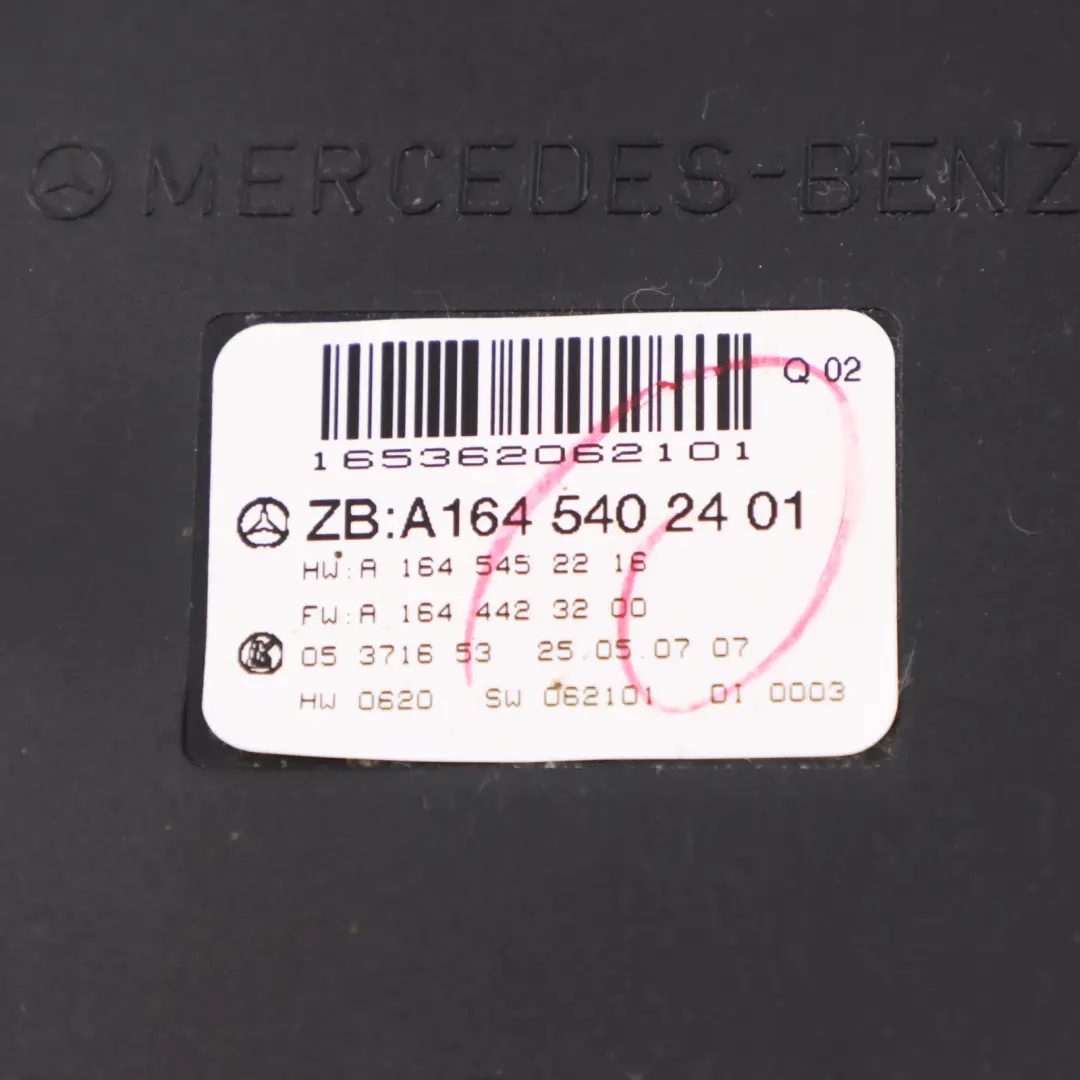 MERCEDES-BENZ
Q 02
165362062101
ZB:A164 540 24 01
HW:A 164 545 22 16
FW:A 164 442 32 00
05 3716 53 25.05.07 07
HW 0620 SW 062101 01 0003